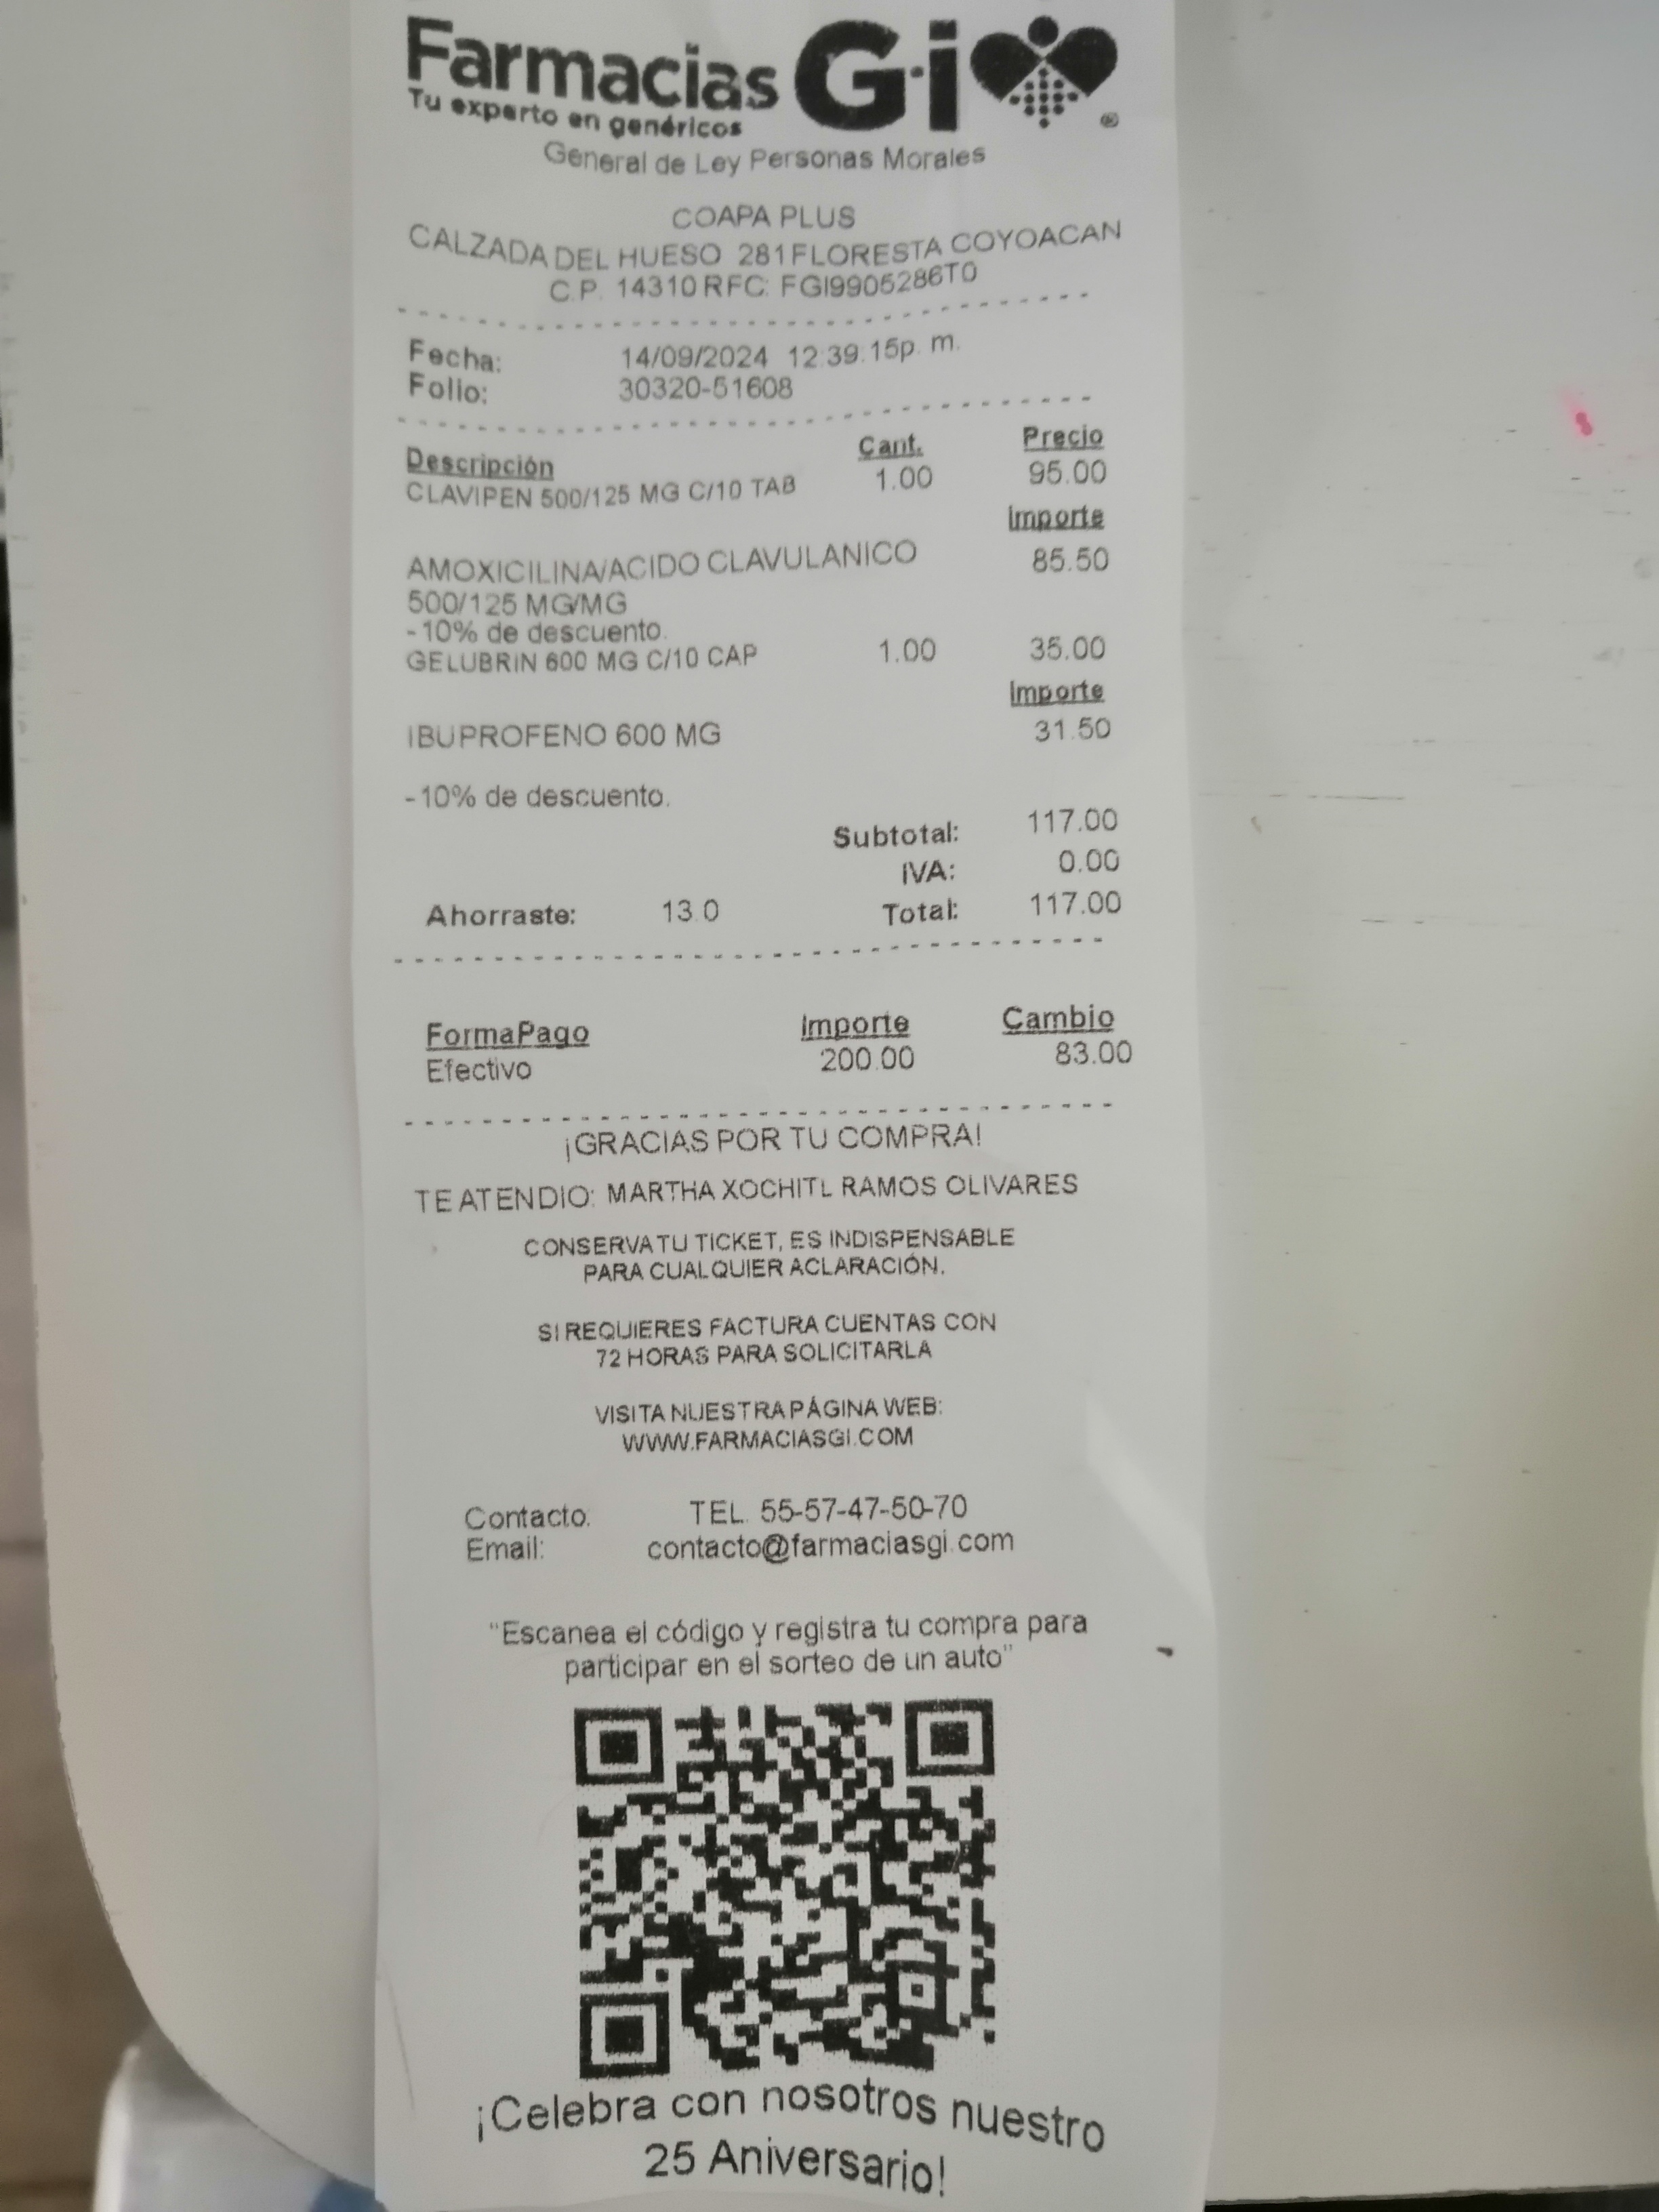 Farmacias G·i
Tu experto en genéricos
®
General de Ley Personas Morales
COAPA PLUS
CALZADA DEL HUESO 281 FLORESTA COYOACAN
C.P. 14310 RFC: FGI9905286T0
Fecha: 14/09/2024 12:39:15p. m.
Folio: 30320-51608
Descripción Cant. Precio
CLAVIPEN 500/125 MG C/10 TAB 1.00 95.00
Importe
AMOXICILINA/ACIDO CLAVULANICO 85.50
500/125 MG/MG
-10% de descuento.
GELUBRIN 600 MG C/10 CAP 1.00 35.00
Importe
IBUPROFENO 600 MG 31.50
-10% de descuento.
Subtotal: 117.00
IVA: 0.00
Ahorraste: 13.0 Total: 117.00
FormaPago Importe Cambio
Efectivo 200.00 83.00
¡GRACIAS POR TU COMPRA!
TE ATENDIO: MARTHA XOCHITL RAMOS OLIVARES
CONSERVA TU TICKET, ES INDISPENSABLE
PARA CUALQUIER ACLARACIÓN.
SI REQUIERES FACTURA CUENTAS CON
72 HORAS PARA SOLICITARLA
VISITA NUESTRA PÁGINA WEB:
WWW.FARMACIASGI.COM
Contacto. TEL. 55-57-47-50-70
Email: contacto@farmaciasgi.com
"Escanea el código y registra tu compra para
participar en el sorteo de un auto"
¡Celebra con nosotros nuestro
25 Aniversario!